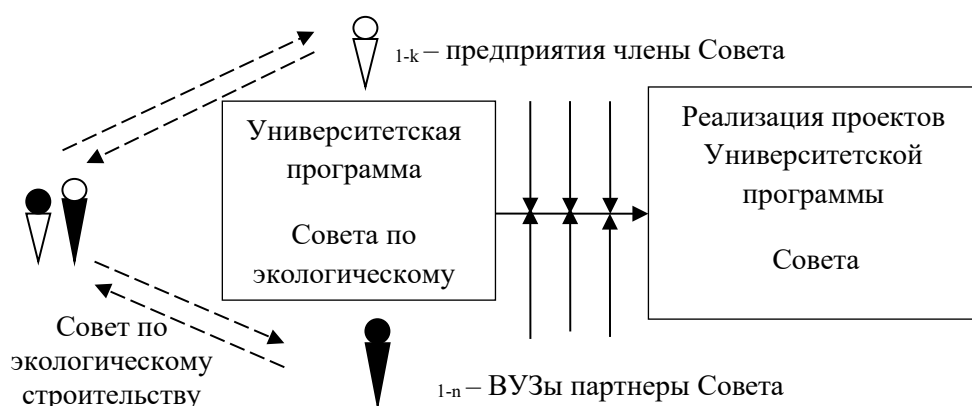 1-k – предприятия члены Совета
Университетская
программа
Совета по
экологическому
Реализация проектов
Университетской
программы
Совета
Совет по
экологическому
строительству
1-n – ВУЗы партнеры Совета